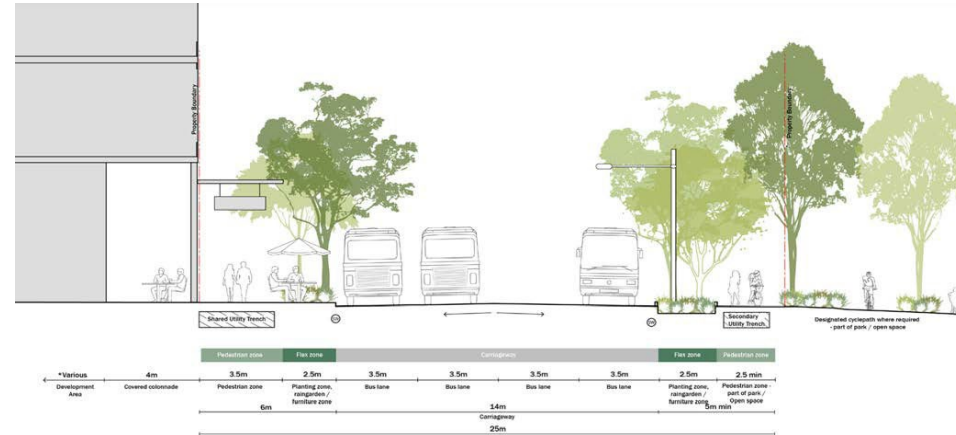 Property Boundary
Property Boundary
Shared Utility Trench
SW
SW
Secondary
Utility Trench.
Designated cyclepath where required
- part of park / open space
Pedestrian zone
Flex zone
Carriageway
Flex zone
Pedestrian zone
*Various
4m
3.5m
2.5m
3.5m
3.5m
3.5m
3.5m
2.5m
2.5 min
Development
Area
Covered colonnade
Pedestrian zone
Planting zone,
raingarden /
furniture zone
Bus lane
Bus lane
Bus lane
Bus lane
Planting zone,
raingarden /
furniture zone
Pedestrian zone -
part of park /
Open space
6m
14m
5m min
Carriageway
25m